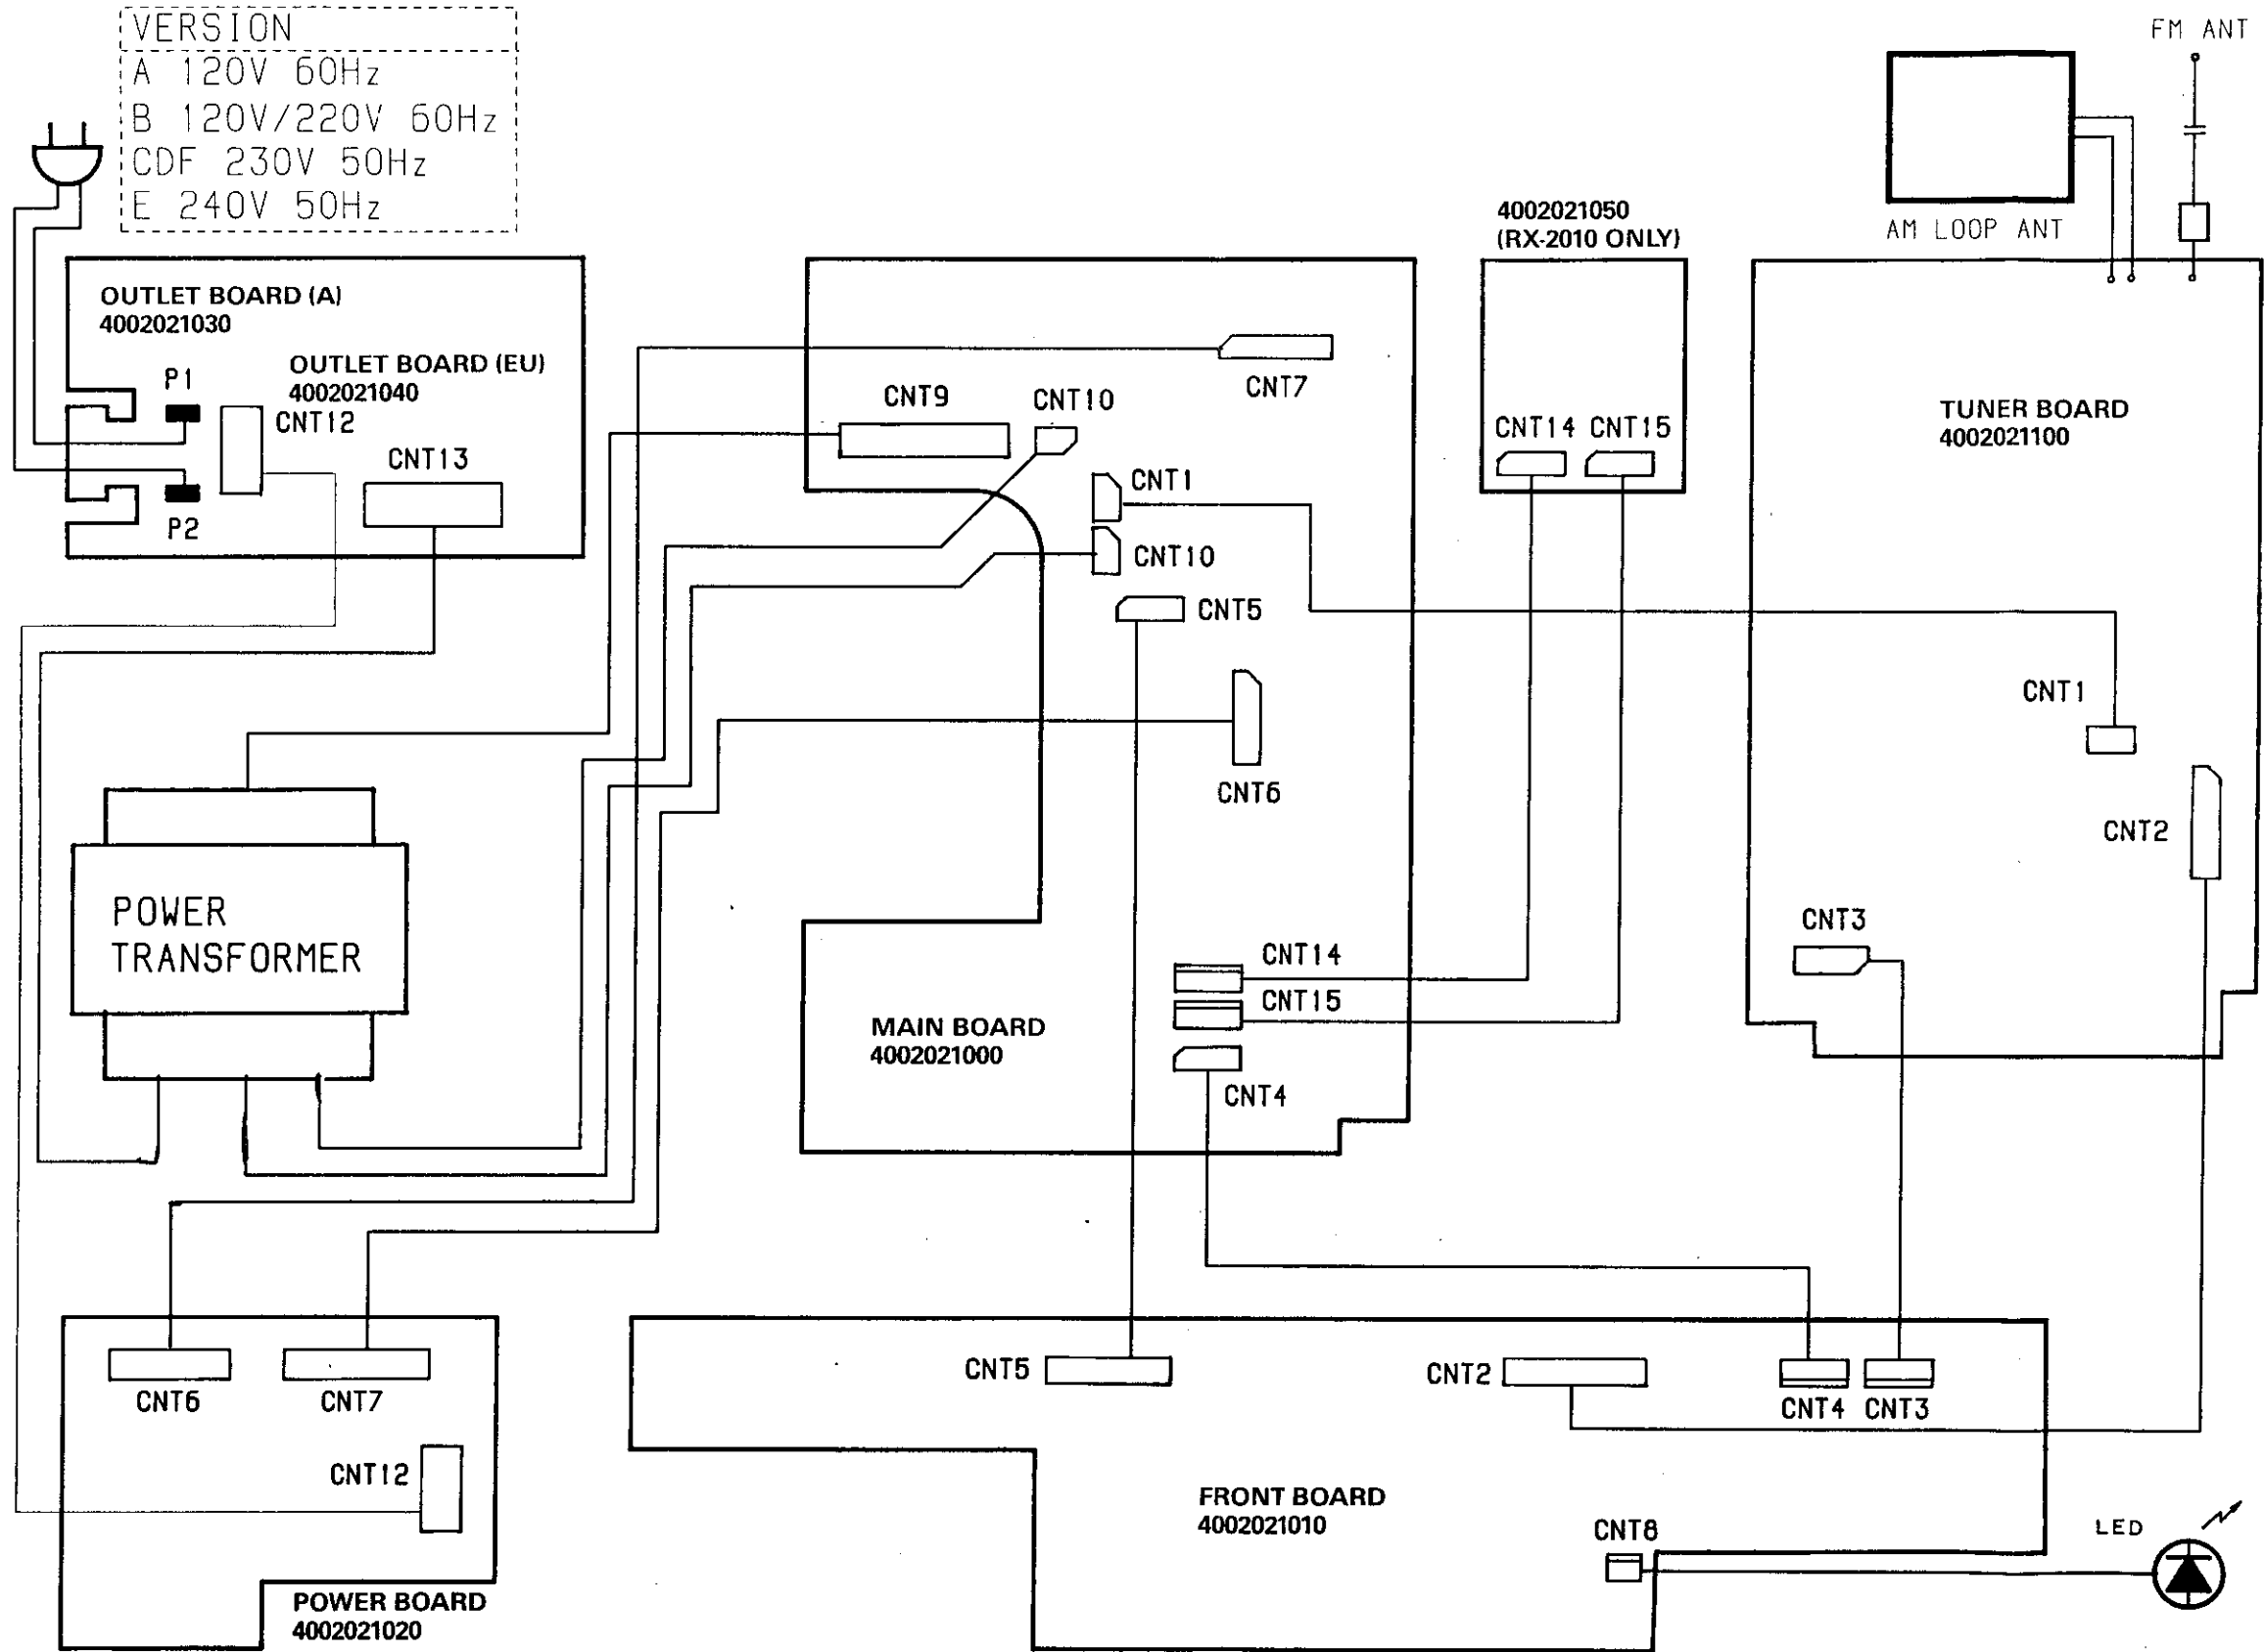 VERSION
A 120V 60Hz
B 120V/220V 60Hz
CDF 230V 50Hz
E 240V 50Hz
FM ANT
AM LOOP ANT
4002021050
(RX-2010 ONLY)
CNT14 CNT15
OUTLET BOARD (A)
4002021030
OUTLET BOARD (EU)
4002021040
P1
CNT12
CNT13
P2
CNT7
CNT9
CNT10
CNT1
CNT10
CNT5
CNT6
CNT14
CNT15
MAIN BOARD
4002021000
CNT4
TUNER BOARD
4002021100
CNT1
CNT2
CNT3
POWER
TRANSFORMER
CNT6
CNT7
CNT12
POWER BOARD
4002021020
CNT5
CNT2
CNT4 CNT3
FRONT BOARD
4002021010
CNT8
LED